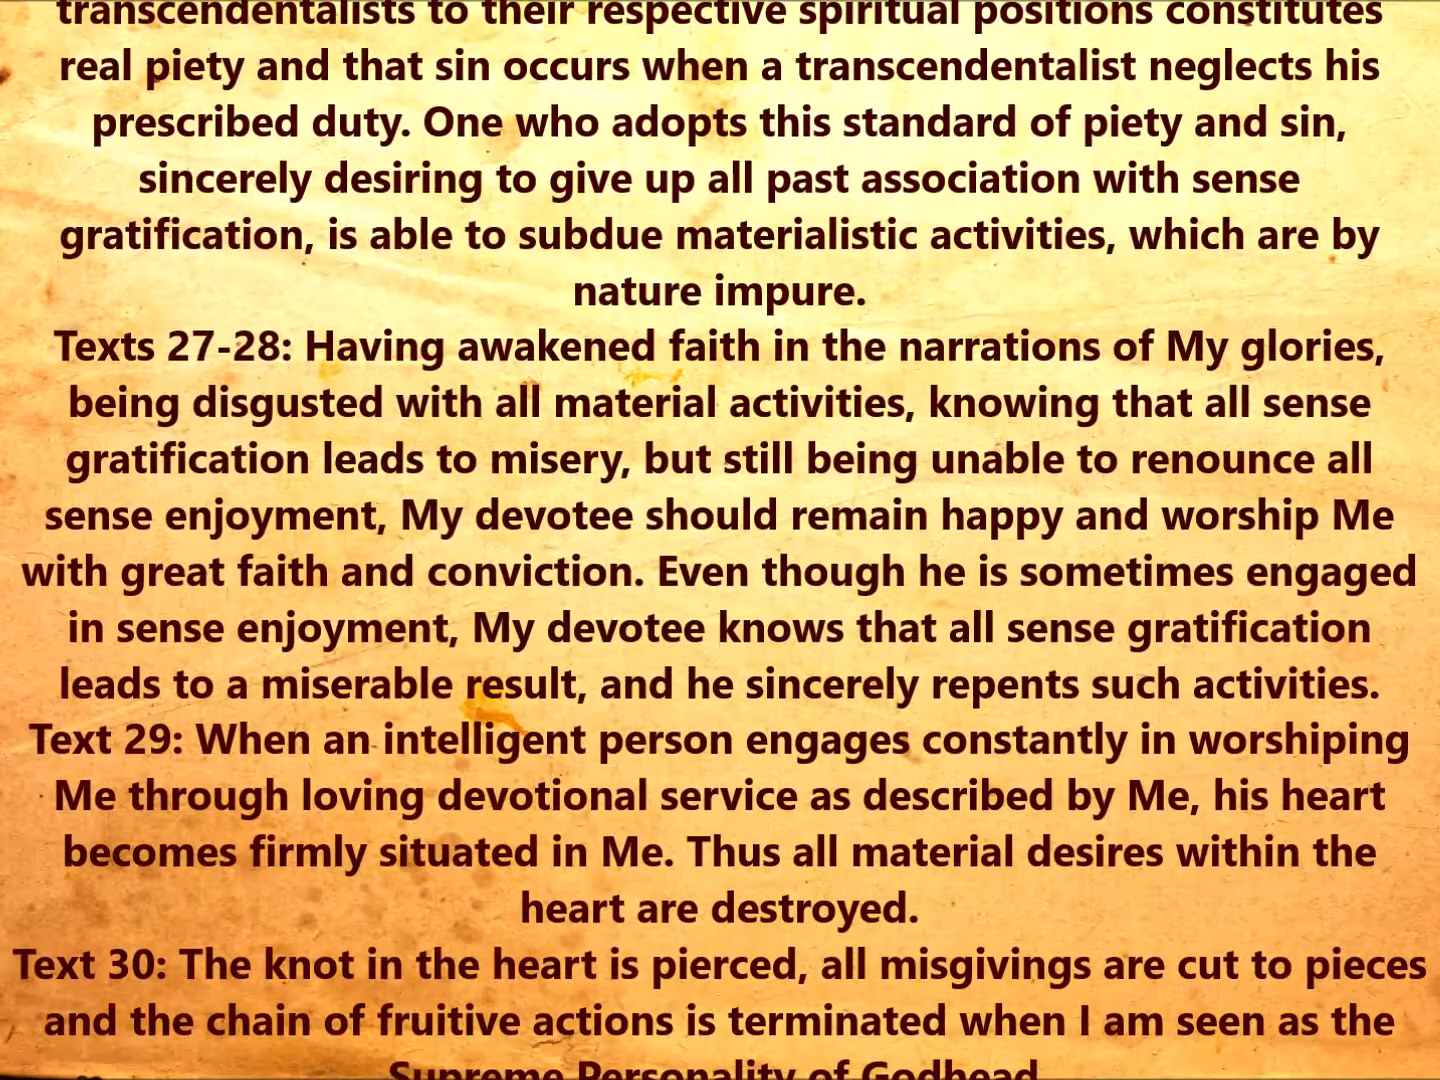 transcendentalists to their respective spiritual positions constitutes
real piety and that sin occurs when a transcendentalist neglects his
prescribed duty. One who adopts this standard of piety and sin,
sincerely desiring to give up all past association with sense
gratification, is able to subdue materialistic activities, which are by
nature impure.
Texts 27-28: Having awakened faith in the narrations of My glories,
being disgusted with all material activities, knowing that all sense
gratification leads to misery, but still being unable to renounce all
sense enjoyment, My devotee should remain happy and worship Me
with great faith and conviction. Even though he is sometimes engaged
in sense enjoyment, My devotee knows that all sense gratification
leads to a miserable result, and he sincerely repents such activities.
Text 29: When an intelligent person engages constantly in worshiping
Me through loving devotional service as described by Me, his heart
becomes firmly situated in Me. Thus all material desires within the
heart are destroyed.
Text 30: The knot in the heart is pierced, all misgivings are cut to pieces
and the chain of fruitive actions is terminated when I am seen as the
Supreme Personality of Godhead.